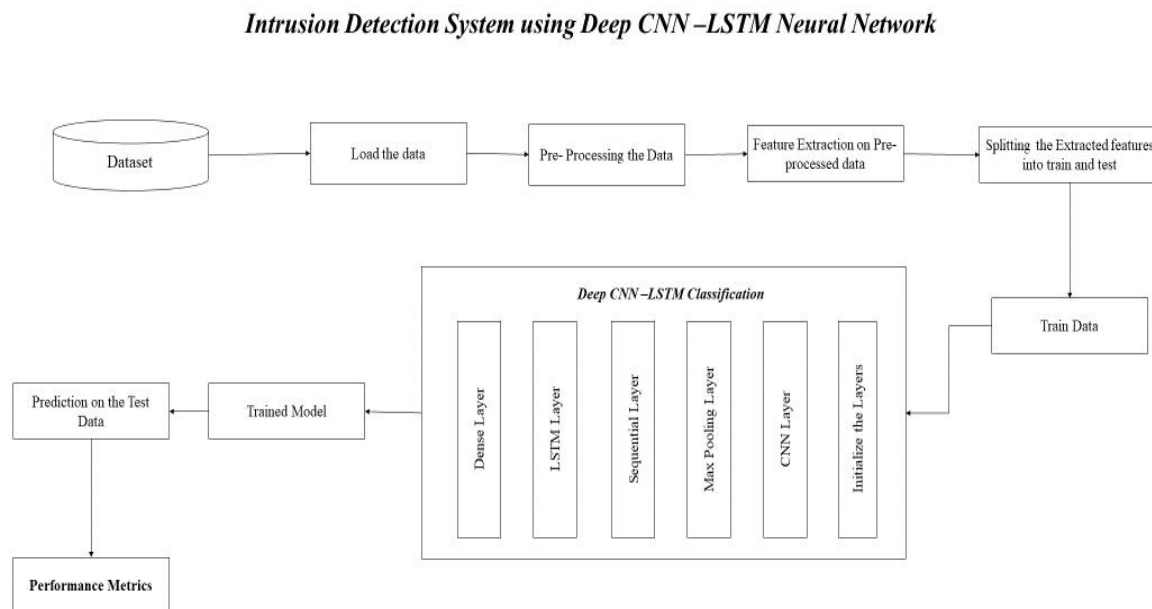 Intrusion Detection System using Deep CNN –LSTM Neural Network
Dataset
Load the data
Pre- Processing the Data
Feature Extraction on Pre-
processed data
Splitting the Extracted features
into train and test
Train Data
Deep CNN –LSTM Classification
Initialize the Layers
CNN Layer
Max Pooling Layer
Sequential Layer
LSTM Layer
Dense Layer
Trained Model
Prediction on the Test
Data
Performance Metrics